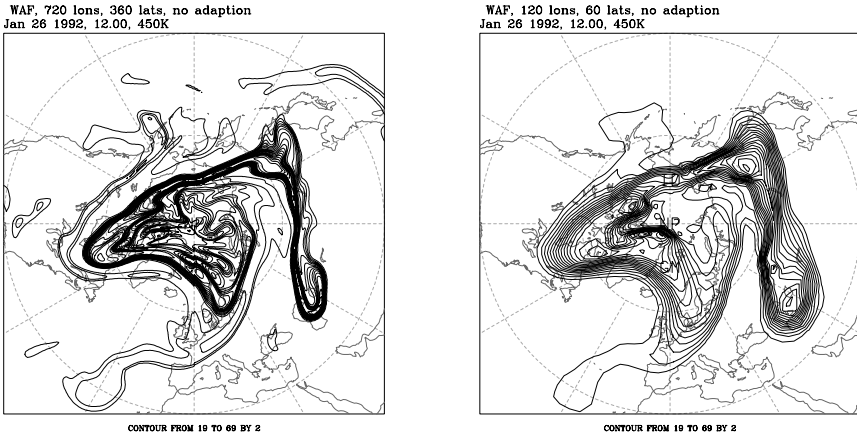 WAF, 720 lons, 360 lats, no adaption
Jan 26 1992, 12.00, 450K
CONTOUR FROM 19 TO 69 BY 2
WAF, 120 lons, 60 lats, no adaption
Jan 26 1992, 12.00, 450K
P
CONTOUR FROM 19 TO 69 BY 2